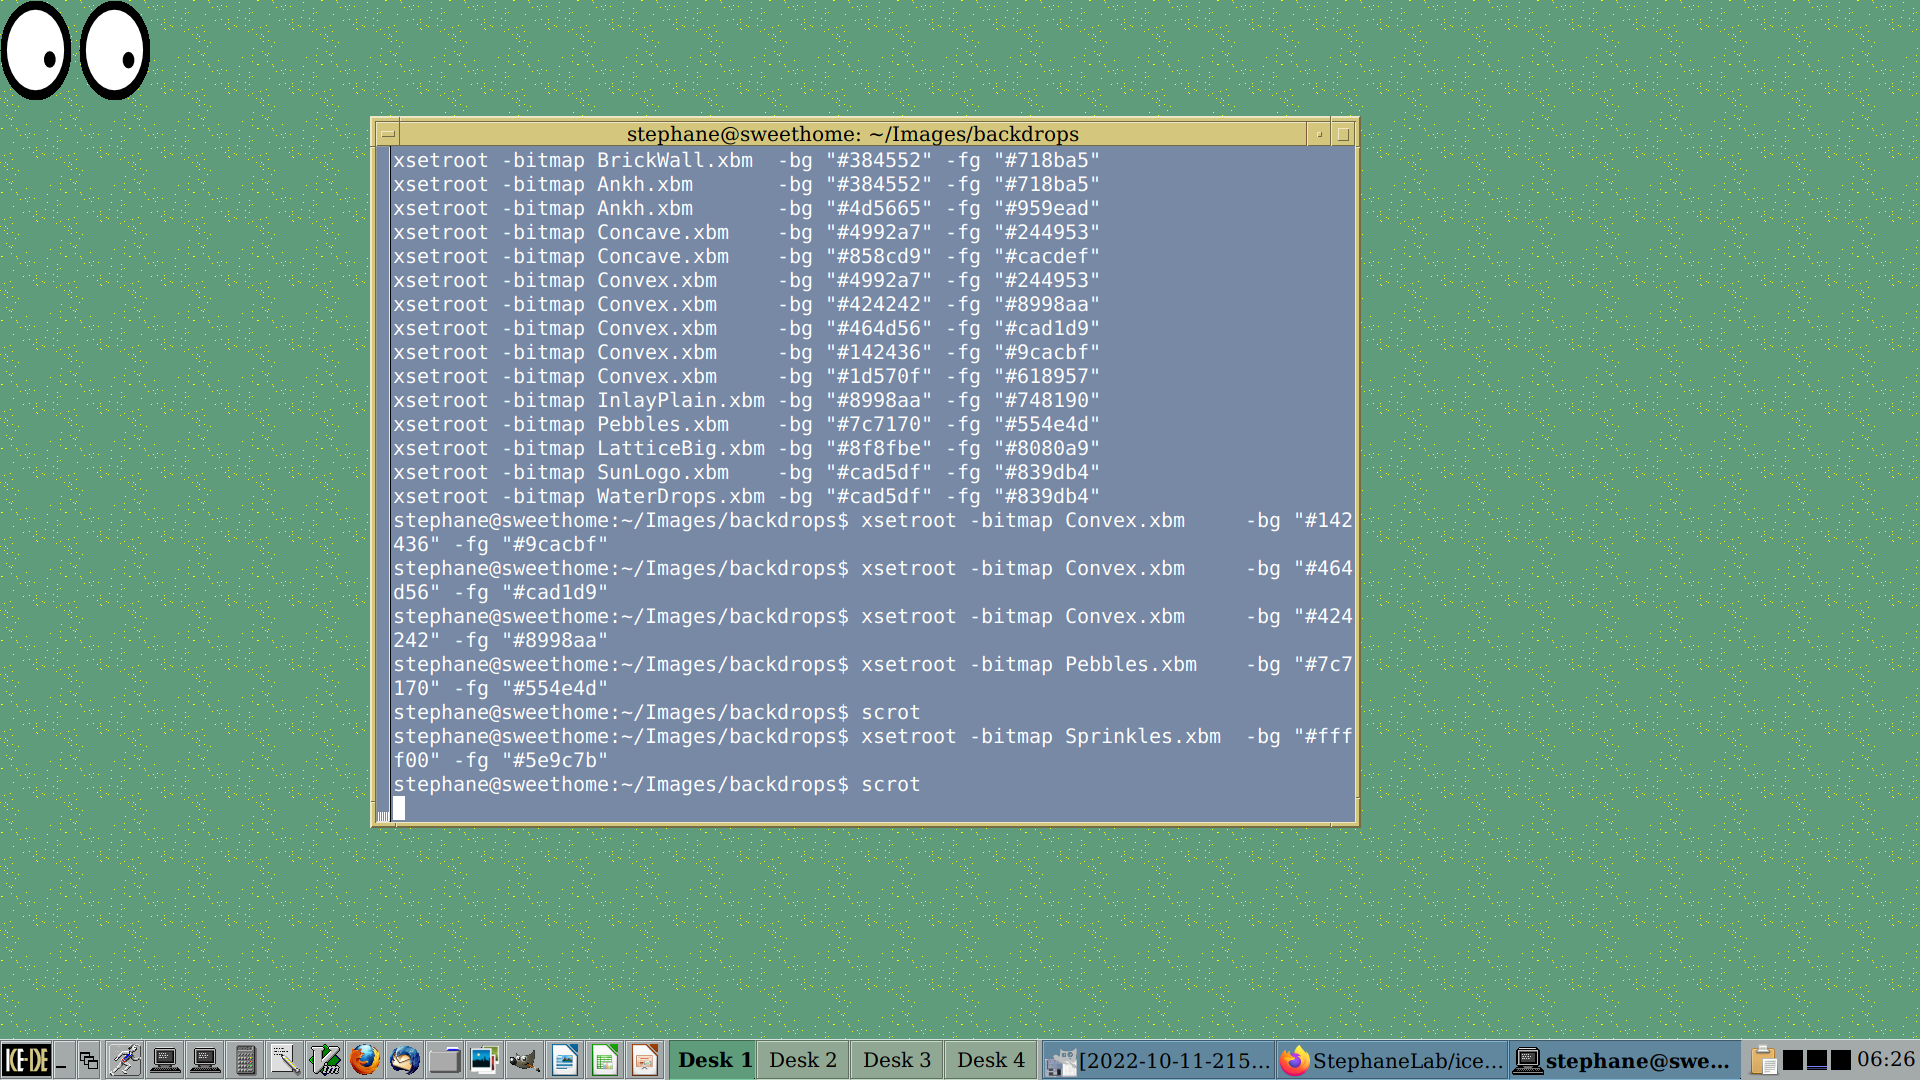 stephane@sweethome: ~/Images/backdrops
xsetroot -bitmap BrickWall.xbm  -bg "#384552" -fg "#718ba5"
xsetroot -bitmap Ankh.xbm       -bg "#384552" -fg "#718ba5"
xsetroot -bitmap Ankh.xbm       -bg "#4d5665" -fg "#959ead"
xsetroot -bitmap Concave.xbm    -bg "#4992a7" -fg "#244953"
xsetroot -bitmap Concave.xbm    -bg "#858cd9" -fg "#cacdef"
xsetroot -bitmap Convex.xbm     -bg "#4992a7" -fg "#244953"
xsetroot -bitmap Convex.xbm     -bg "#424242" -fg "#8998aa"
xsetroot -bitmap Convex.xbm     -bg "#464d56" -fg "#cad1d9"
xsetroot -bitmap Convex.xbm     -bg "#142436" -fg "#9cacbf"
xsetroot -bitmap Convex.xbm     -bg "#1d570f" -fg "#618957"
xsetroot -bitmap InlayPlain.xbm -bg "#8998aa" -fg "#748190"
xsetroot -bitmap Pebbles.xbm    -bg "#7c7170" -fg "#554e4d"
xsetroot -bitmap LatticeBig.xbm -bg "#8f8fbe" -fg "#8080a9"
xsetroot -bitmap SunLogo.xbm    -bg "#cad5df" -fg "#839db4"
xsetroot -bitmap WaterDrops.xbm -bg "#cad5df" -fg "#839db4"
stephane@sweethome:~/Images/backdrops$ xsetroot -bitmap Convex.xbm     -bg "#142
436" -fg "#9cacbf"
stephane@sweethome:~/Images/backdrops$ xsetroot -bitmap Convex.xbm     -bg "#464
d56" -fg "#cad1d9"
stephane@sweethome:~/Images/backdrops$ xsetroot -bitmap Convex.xbm     -bg "#424
242" -fg "#8998aa"
stephane@sweethome:~/Images/backdrops$ xsetroot -bitmap Pebbles.xbm    -bg "#7c7
170" -fg "#554e4d"
stephane@sweethome:~/Images/backdrops$ scrot
stephane@sweethome:~/Images/backdrops$ xsetroot -bitmap Sprinkles.xbm  -bg "#fff
f00" -fg "#5e9c7b"
stephane@sweethome:~/Images/backdrops$ scrot
ICE-DE Desk 1 Desk 2 Desk 3 Desk 4 [2022-10-11-215... StephaneLab/ice... stephane@swe... 06:26